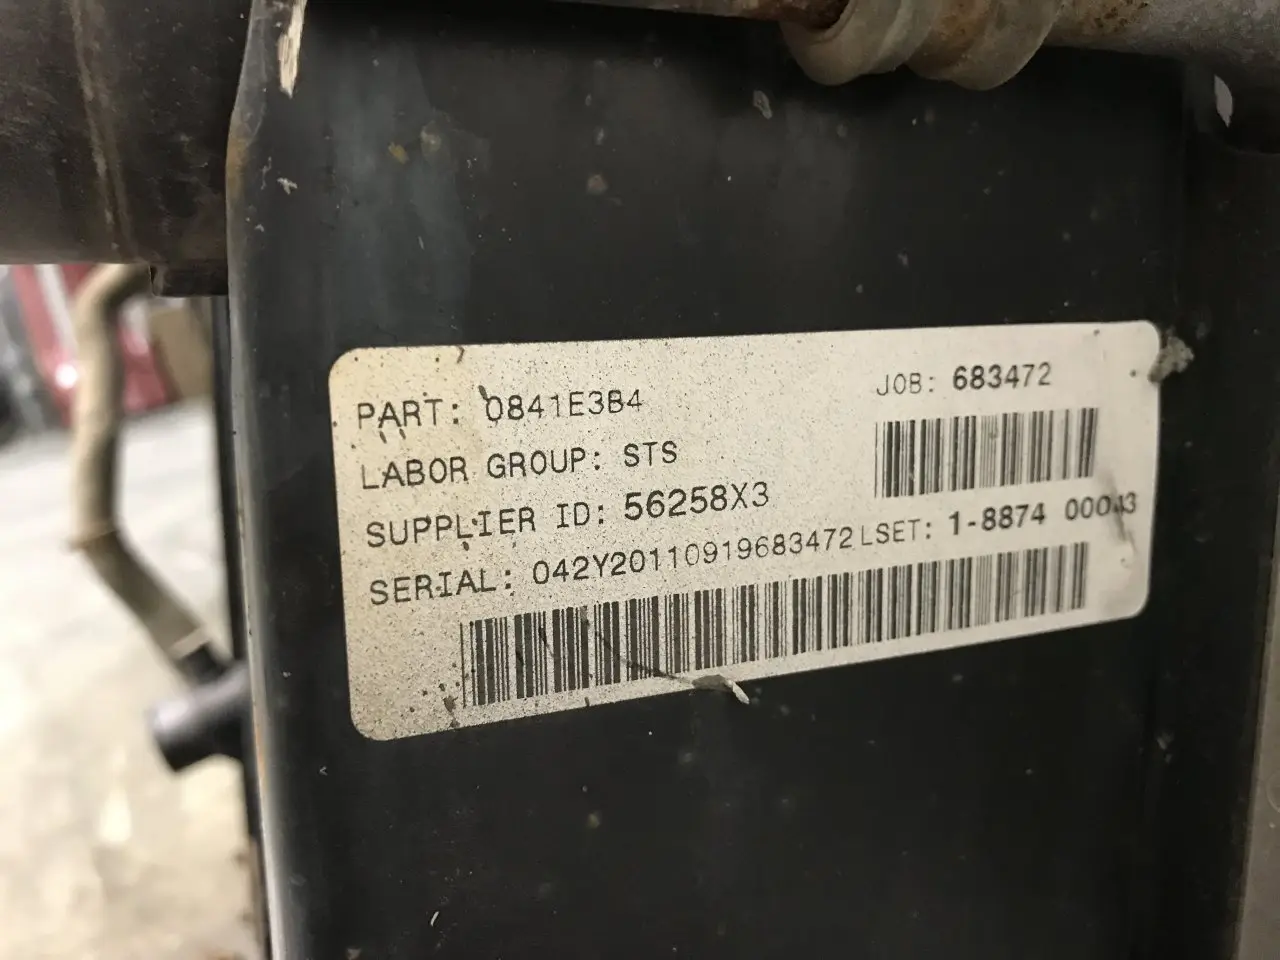 PART: 0841E3B4
JOB: 683472
LABOR GROUP: STS
SUPPLIER ID: 56258X3
SERIAL: 042Y20110919683472 LSET: 1-8874 00043